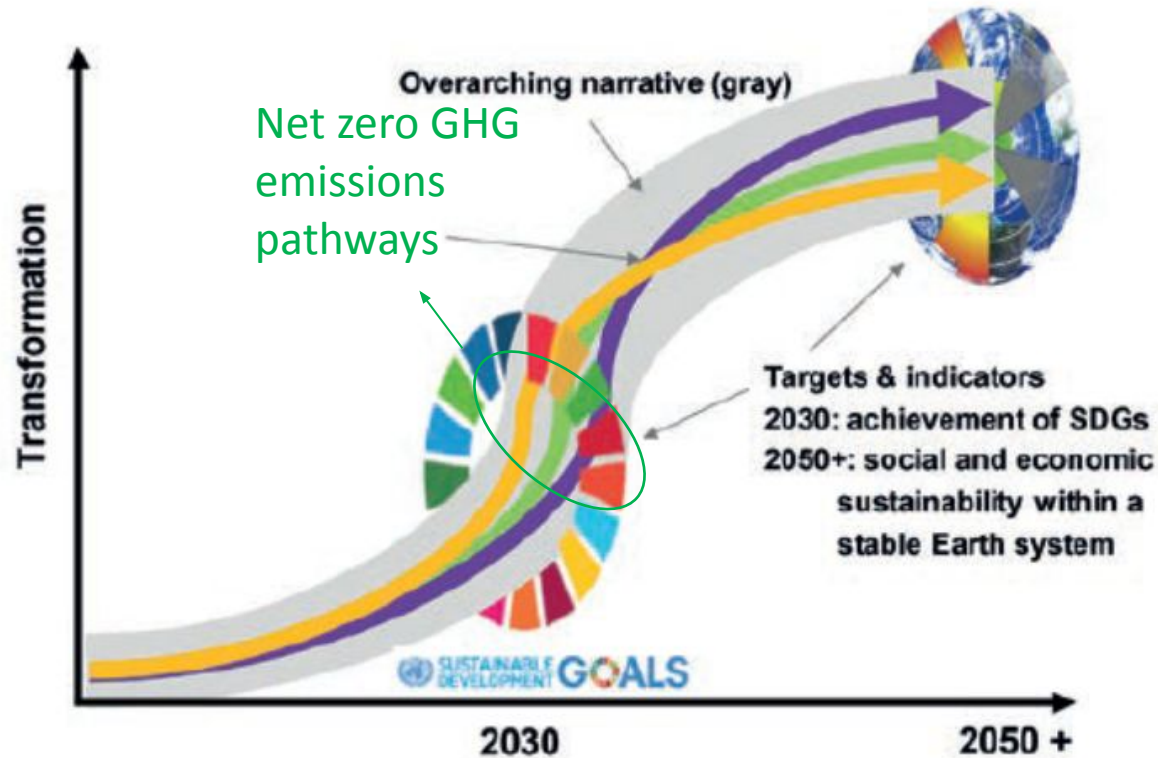 Overarching narrative (gray)
Net zero GHG
emissions
pathways
Transformation
Targets & indicators
2030: achievement of SDGs
2050+: social and economic
sustainability within a
stable Earth system
SUSTAINABLE
DEVELOPMENT GOALS
2030
2050 +